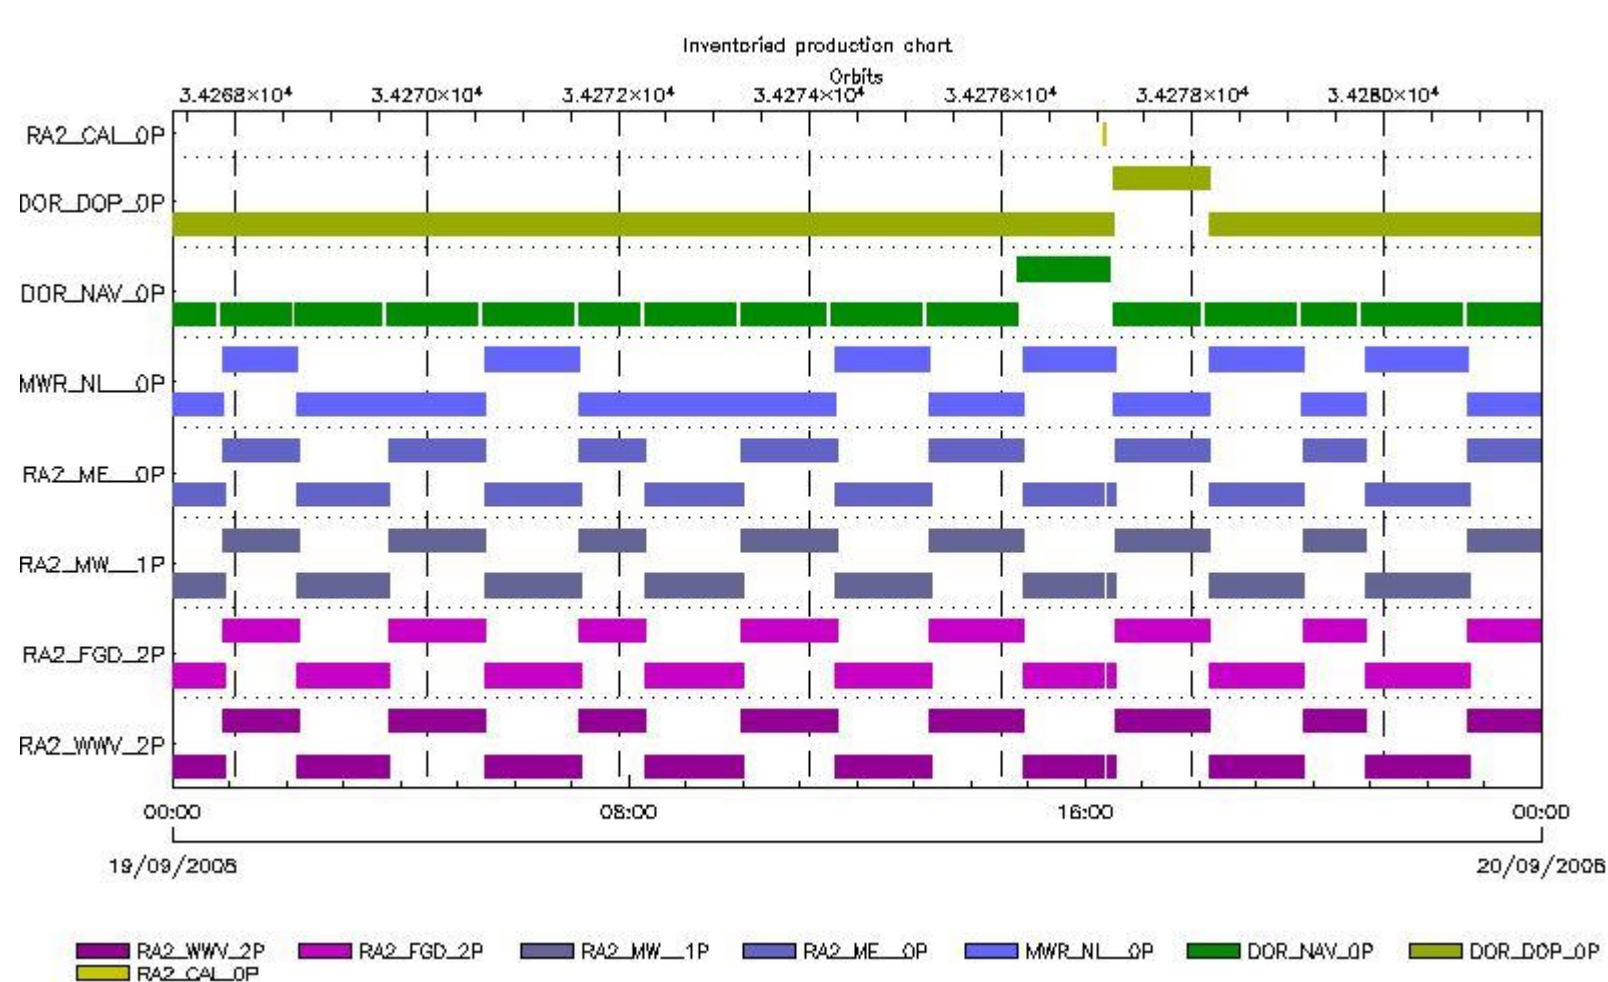 Inventoried production chart
Orbits
3.4268×10⁴ 3.4270×10⁴ 3.4272×10⁴ 3.4274×10⁴ 3.4276×10⁴ 3.4278×10⁴ 3.4280×10⁴
RA2_CAL_0P
DOR_DOP_0P
DOR_NAV_0P
MWR_NL__0P
RA2_ME__0P
RA2_MW__1P
RA2_FGD_2P
RA2_WWV_2P
00:00 08:00 16:00 00:00
19/09/2008 20/09/2008
RA2_WWV_2P RA2_FGD_2P RA2_MW__1P RA2_ME__0P MWR_NL__0P DOR_NAV_0P DOR_DOP_0P
RA2_CAL_0P